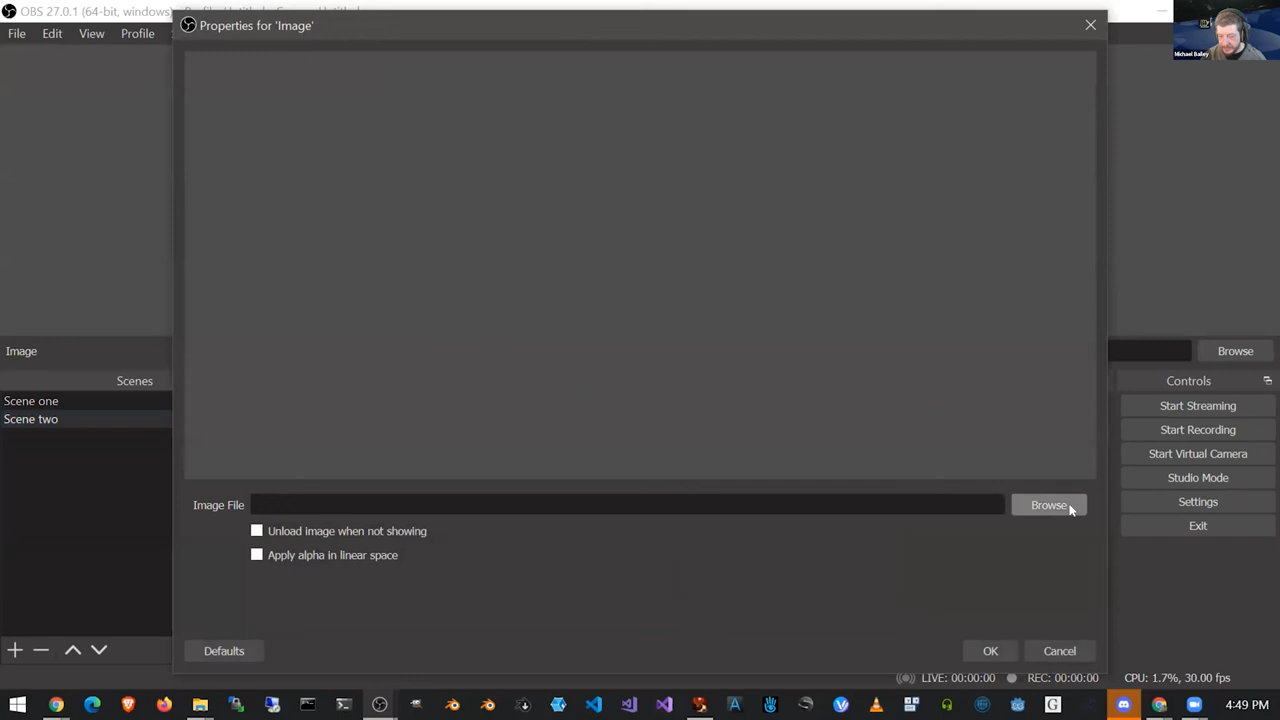 OBS 27.0.1 (64-bit, windows)
Properties for 'Image'
Michael Bailey
File Edit View Profile
Image
Browse
Scenes
Scene one
Scene two
Controls
Start Streaming
Start Recording
Start Virtual Camera
Studio Mode
Settings
Exit
Image File
Browse
Unload image when not showing
Apply alpha in linear space
Defaults
OK
Cancel
LIVE: 00:00:00
REC: 00:00:00
CPU: 1.7%, 30.00 fps
4:49 PM